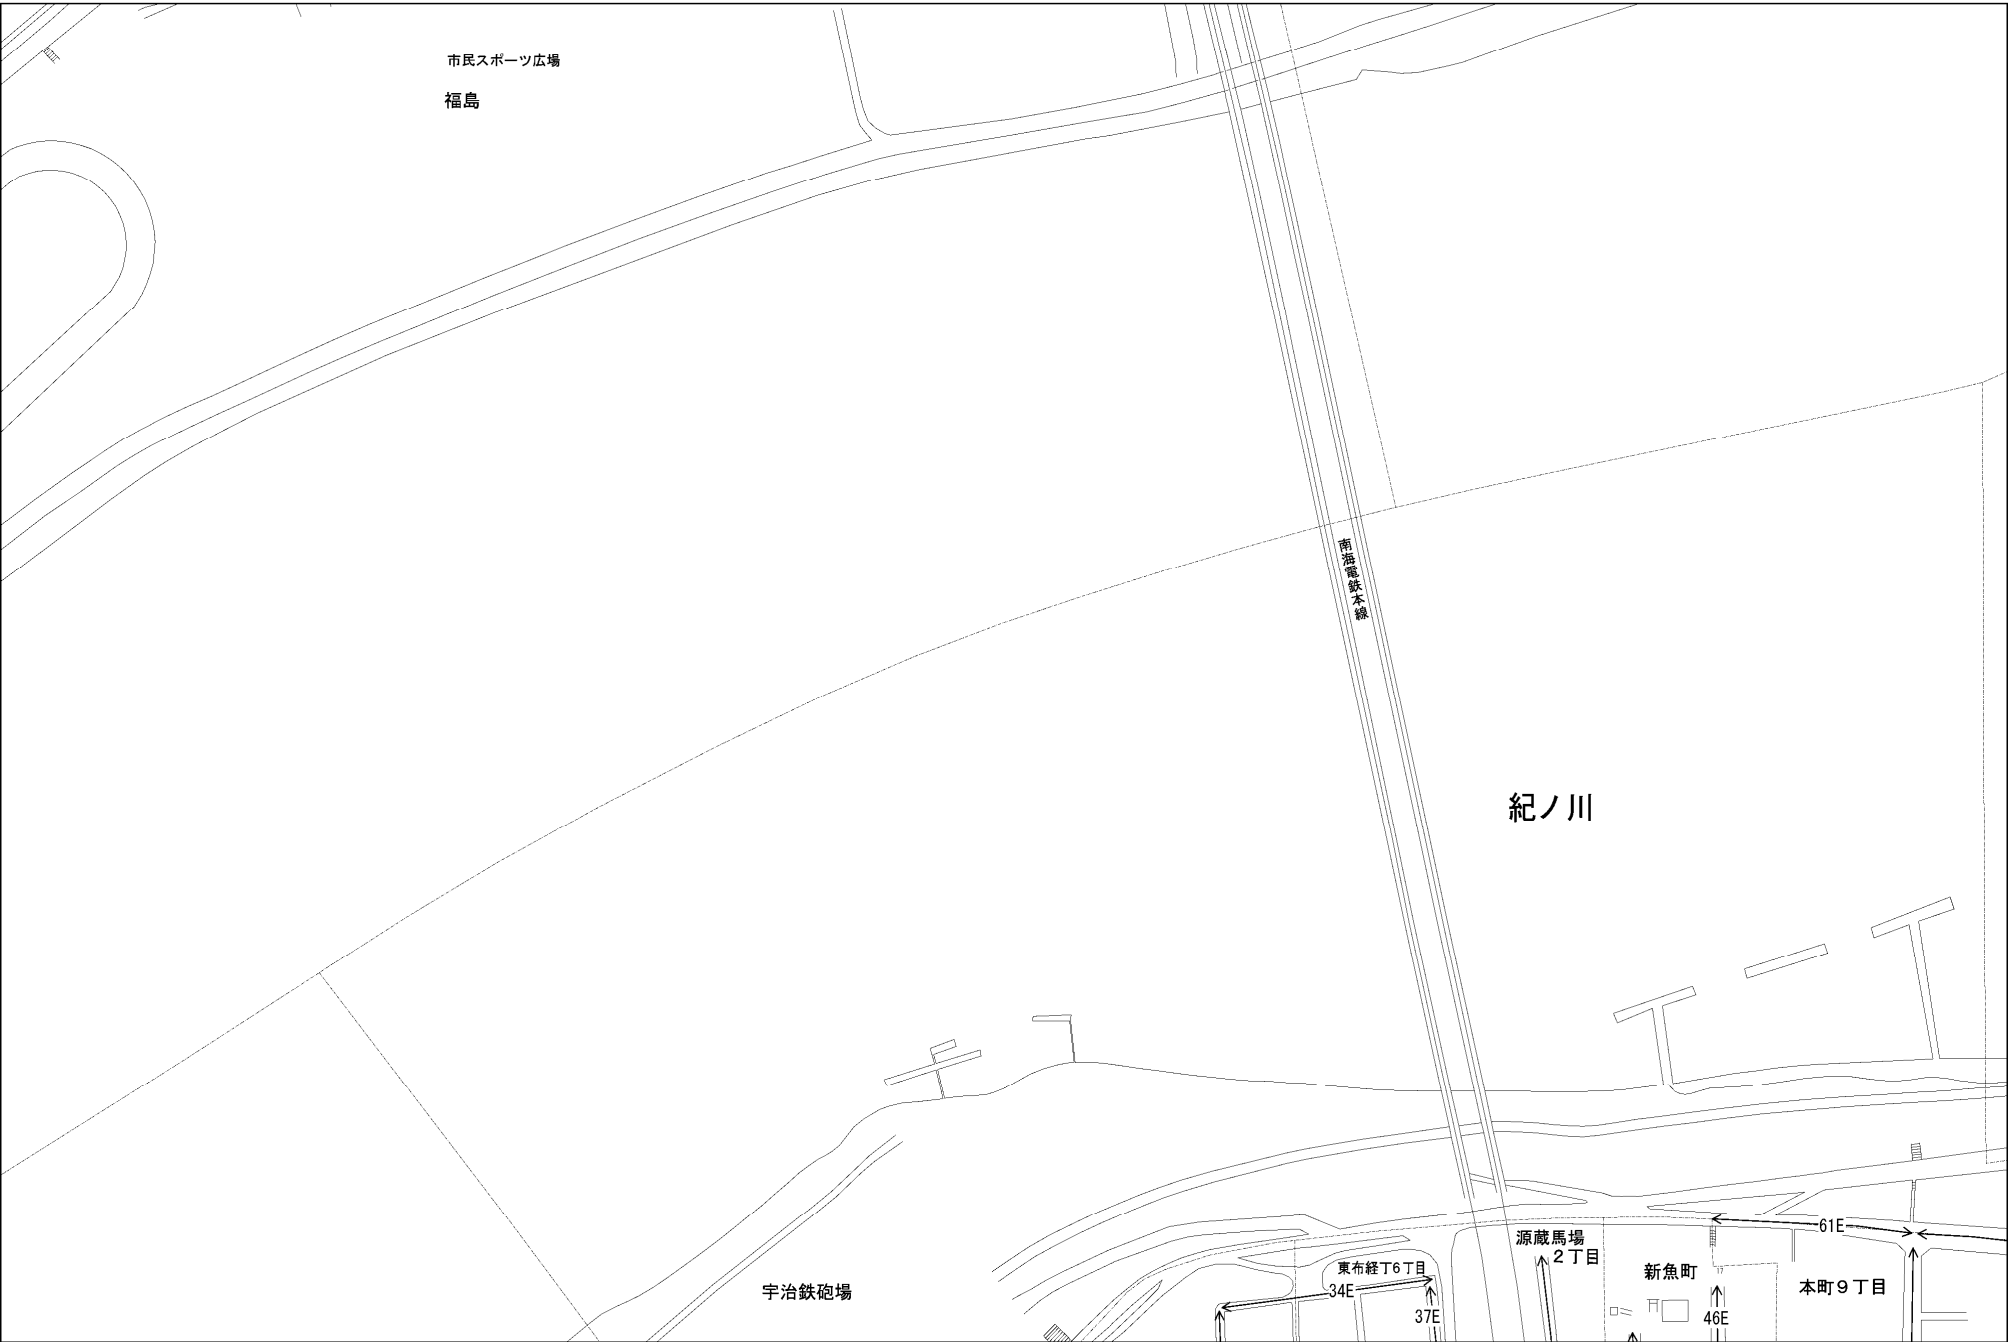 市民スポーツ広場
福島
南海電鉄本線
紀ノ川
61E
源蔵馬場
２丁目
東布経丁6丁目
新魚町
本町９丁目
宇治鉄砲場
34E
37E
46E